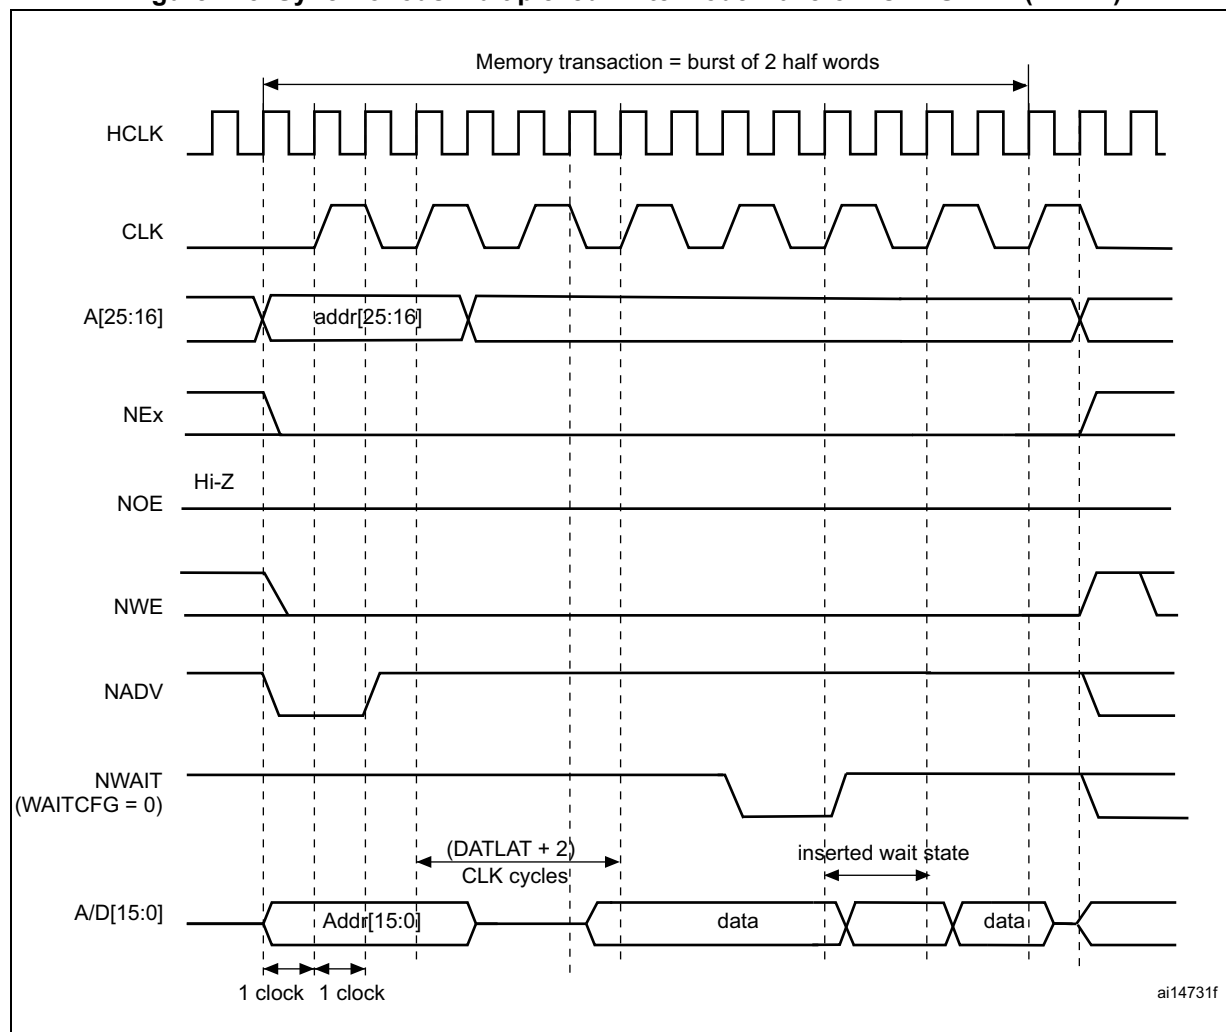 Memory transaction = burst of 2 half words
HCLK
CLK
A[25:16]
addr[25:16]
NEx
Hi-Z
NOE
NWE
NADV
NWAIT
(WAITCFG = 0)
(DATLAT + 2)
CLK cycles
inserted wait state
A/D[15:0]
Addr[15:0]
data
data
1 clock 1 clock
ai14731f